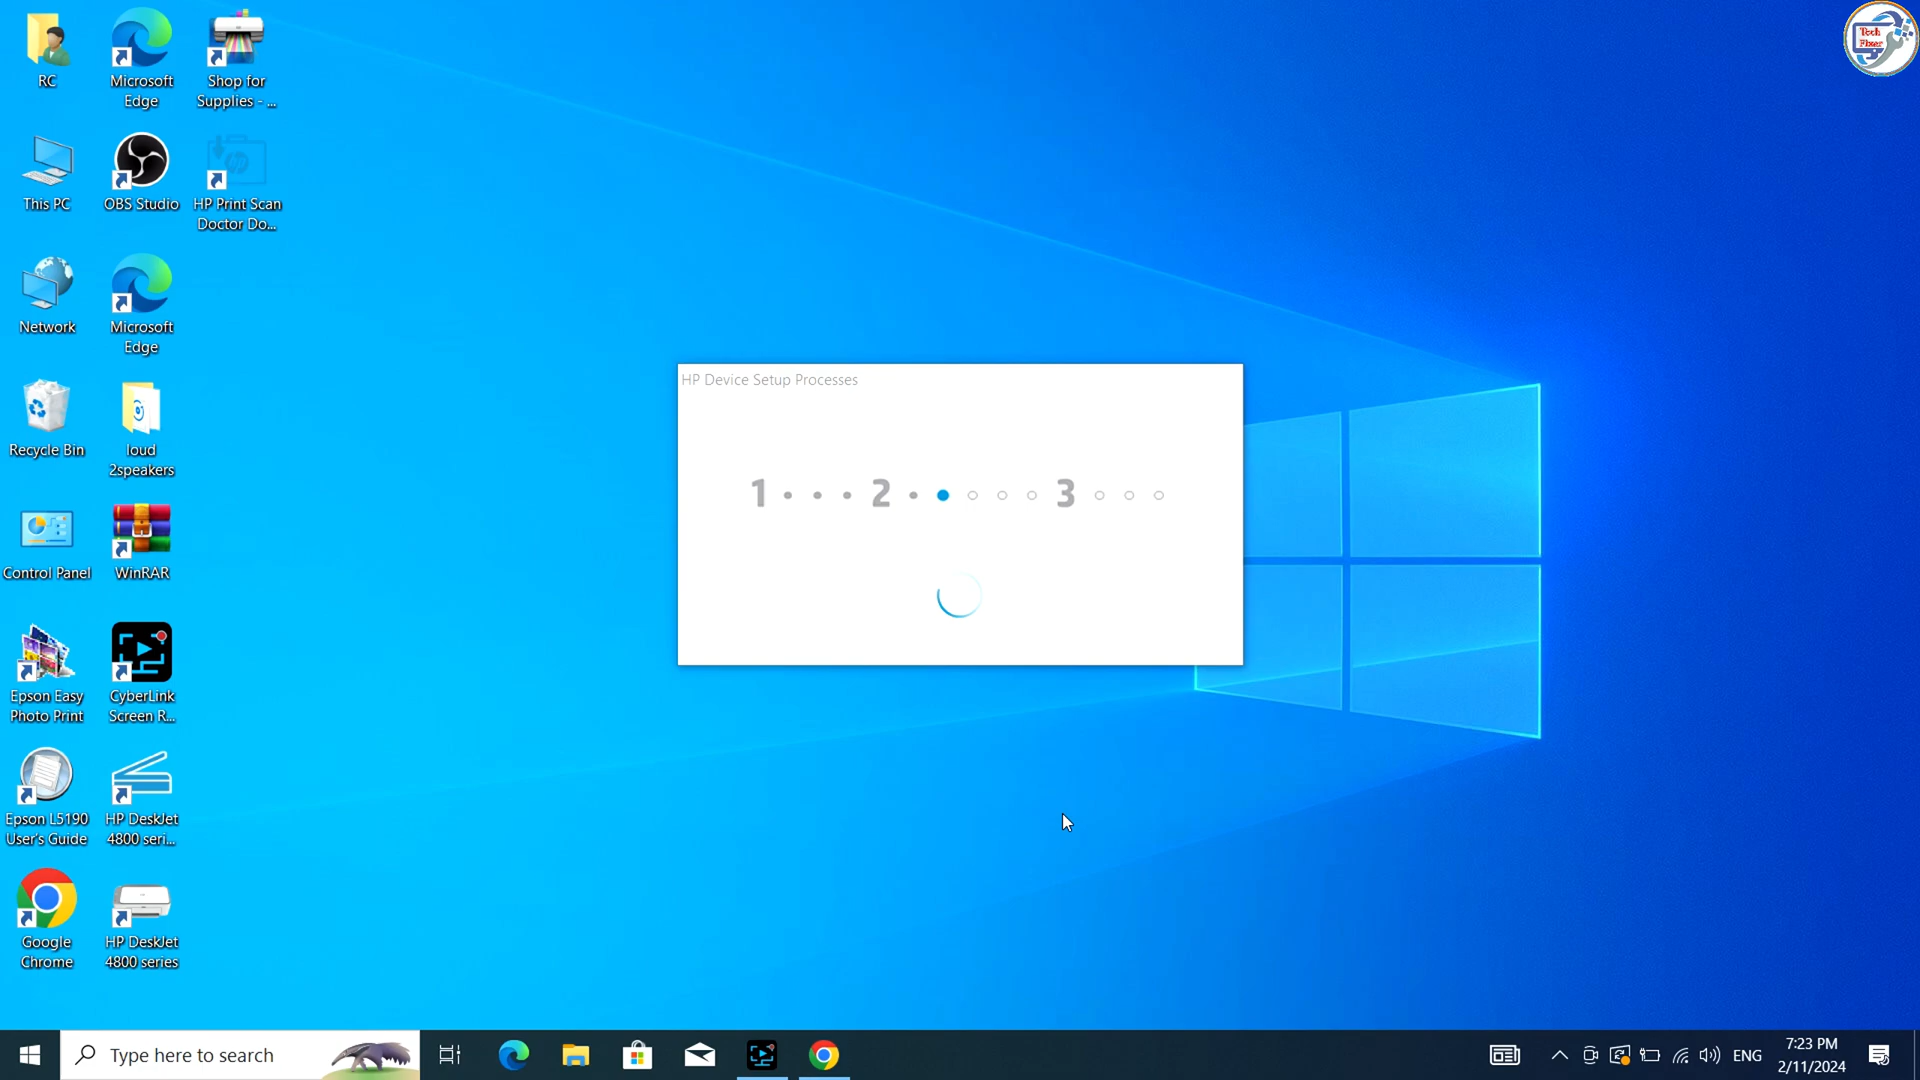 RC
Microsoft
Edge
Shop for
Supplies - ...
Tech
Fixer
This PC
OBS Studio
HP Print Scan
Doctor Do...
hp
Network
Microsoft
Edge
HP Device Setup Processes
Recycle Bin
loud
2speakers
1 2 3
Control Panel
WinRAR
Epson Easy
Photo Print
CyberLink
Screen R...
Epson L5190
User's Guide
HP DeskJet
4800 seri...
Google
Chrome
HP DeskJet
4800 series
Type here to search
ENG
7:23 PM
2/11/2024